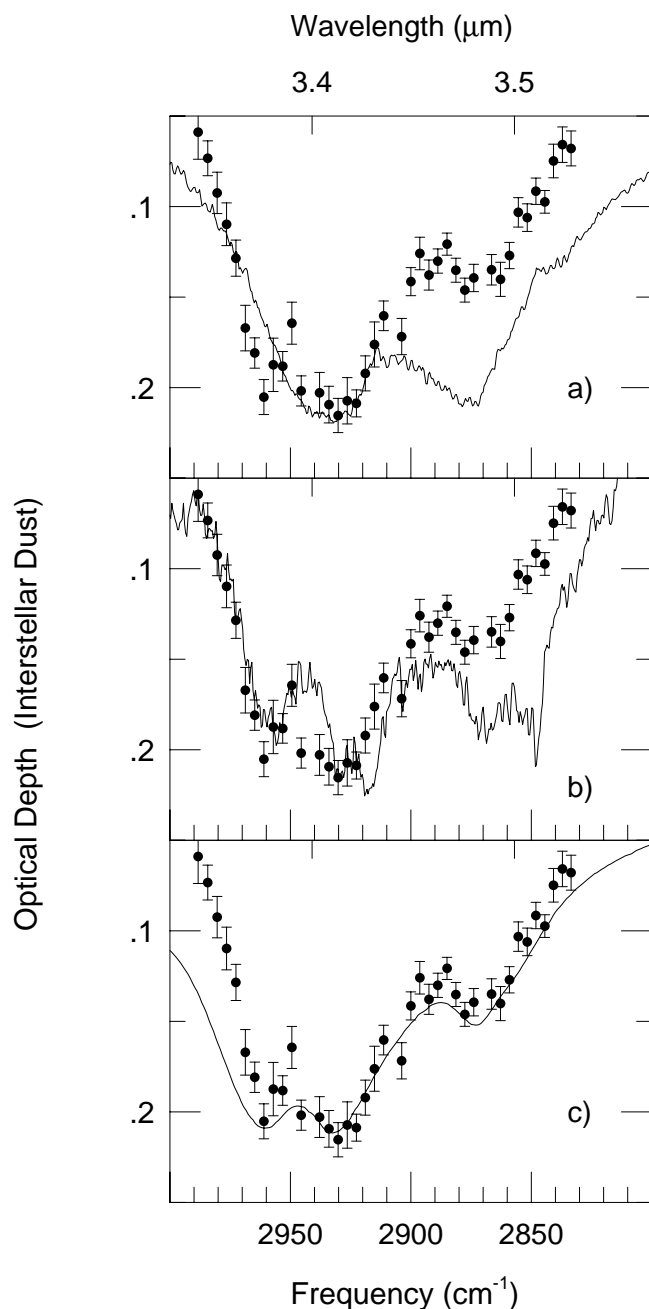 Wavelength (μm)
3.4 3.5
.1
.2
a)
.1
.2
b)
.1
.2
c)
Optical Depth (Interstellar Dust)
2950 2900 2850
Frequency (cm⁻¹)